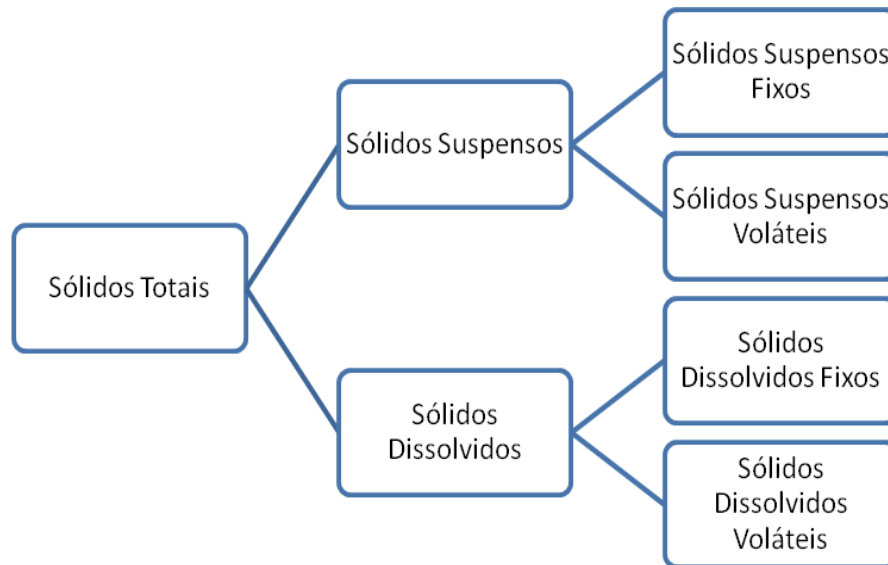 Sólidos Totais
Sólidos Suspensos
Sólidos
Dissolvidos
Sólidos Suspensos
Fixos
Sólidos Suspensos
Voláteis
Sólidos
Dissolvidos Fixos
Sólidos
Dissolvidos
Voláteis